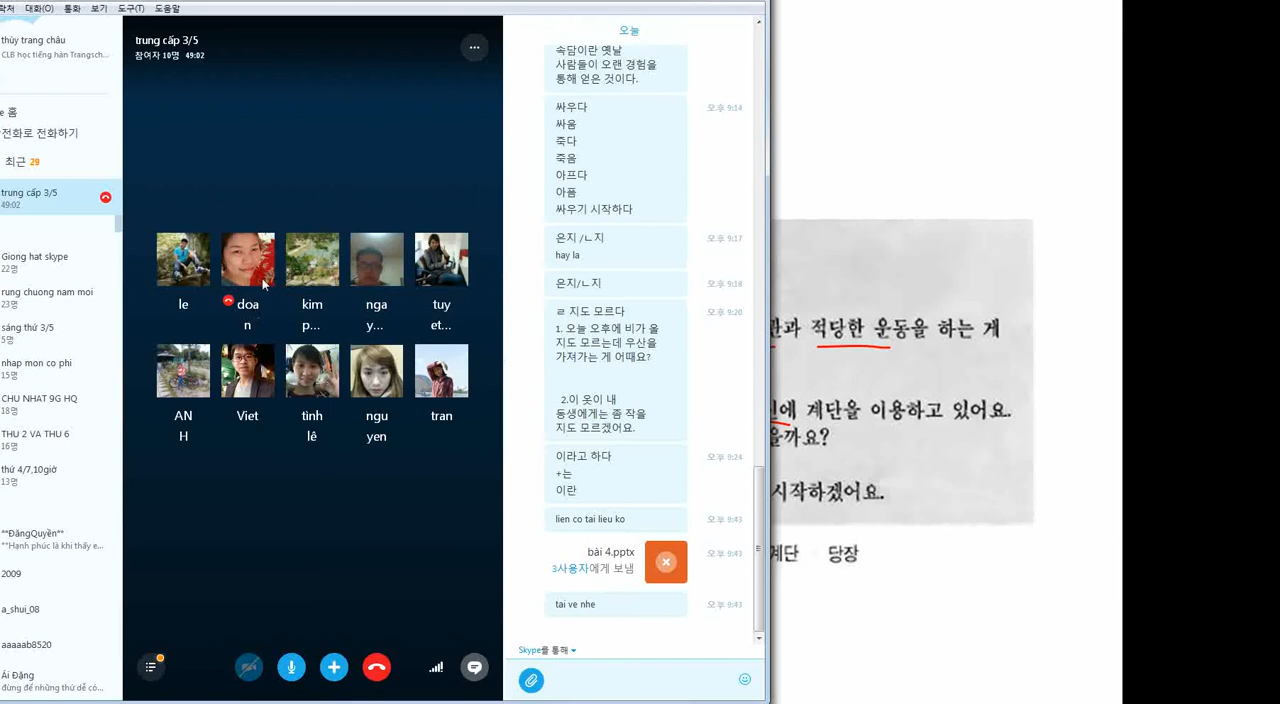 대화(O) 통화 보기 도구(T) 도움말
thùy trang châu
CLB học tiếng hàn Trangsch...
홈
전화로 전화하기
최근 29
trung cấp 3/5
49:02
Giong hat skype
22명
rung chuong nam moi
23명
sáng thứ 3/5
5명
nhap mon co phi
15명
CHU NHAT 9G HQ
18명
THU 2 VA THU 6
16명
thứ 4/7,10giờ
13명
**ĐăngQuyền**
**Hạnh phúc là khi thấy e...
2009
a_shui_08
aaaaab8520
Ái Đặng
đừng để những thứ dễ có...
trung cấp 3/5
참여자 10명 49:02
...
le
doa
n
kim
p...
nga
y...
tuy
et...
AN
H
Viet
tình
lê
ngu
yen
tran
오늘
속담이란 옛날
사람들이 오랜 경험을
통해 얻은 것이다.
싸우다 오후 9:14
싸움
죽다
죽음
아프다
아픔
싸우기 시작하다
은지 /ㄴ지 오후 9:17
hay la
은지/ㄴ지 오후 9:18
ㄹ 지도 모르다 오후 9:20
1. 오늘 오후에 비가 올
지도 모르는데 우산을
가져가는 게 어때요?
2.이 옷이 내
동생에게는 좀 작을
지도 모르겠어요.
이라고 하다 오후 9:24
+는
이란
lien co tai lieu ko 오후 9:43
bài 4.pptx 오후 9:43
3사용자에게 보냄
tai ve nhe 오후 9:43
Skype를 통해
적당한 운동을 하는 게
계단을 이용하고 있어요.
을까요?
시작하겠어요.
계단 당장